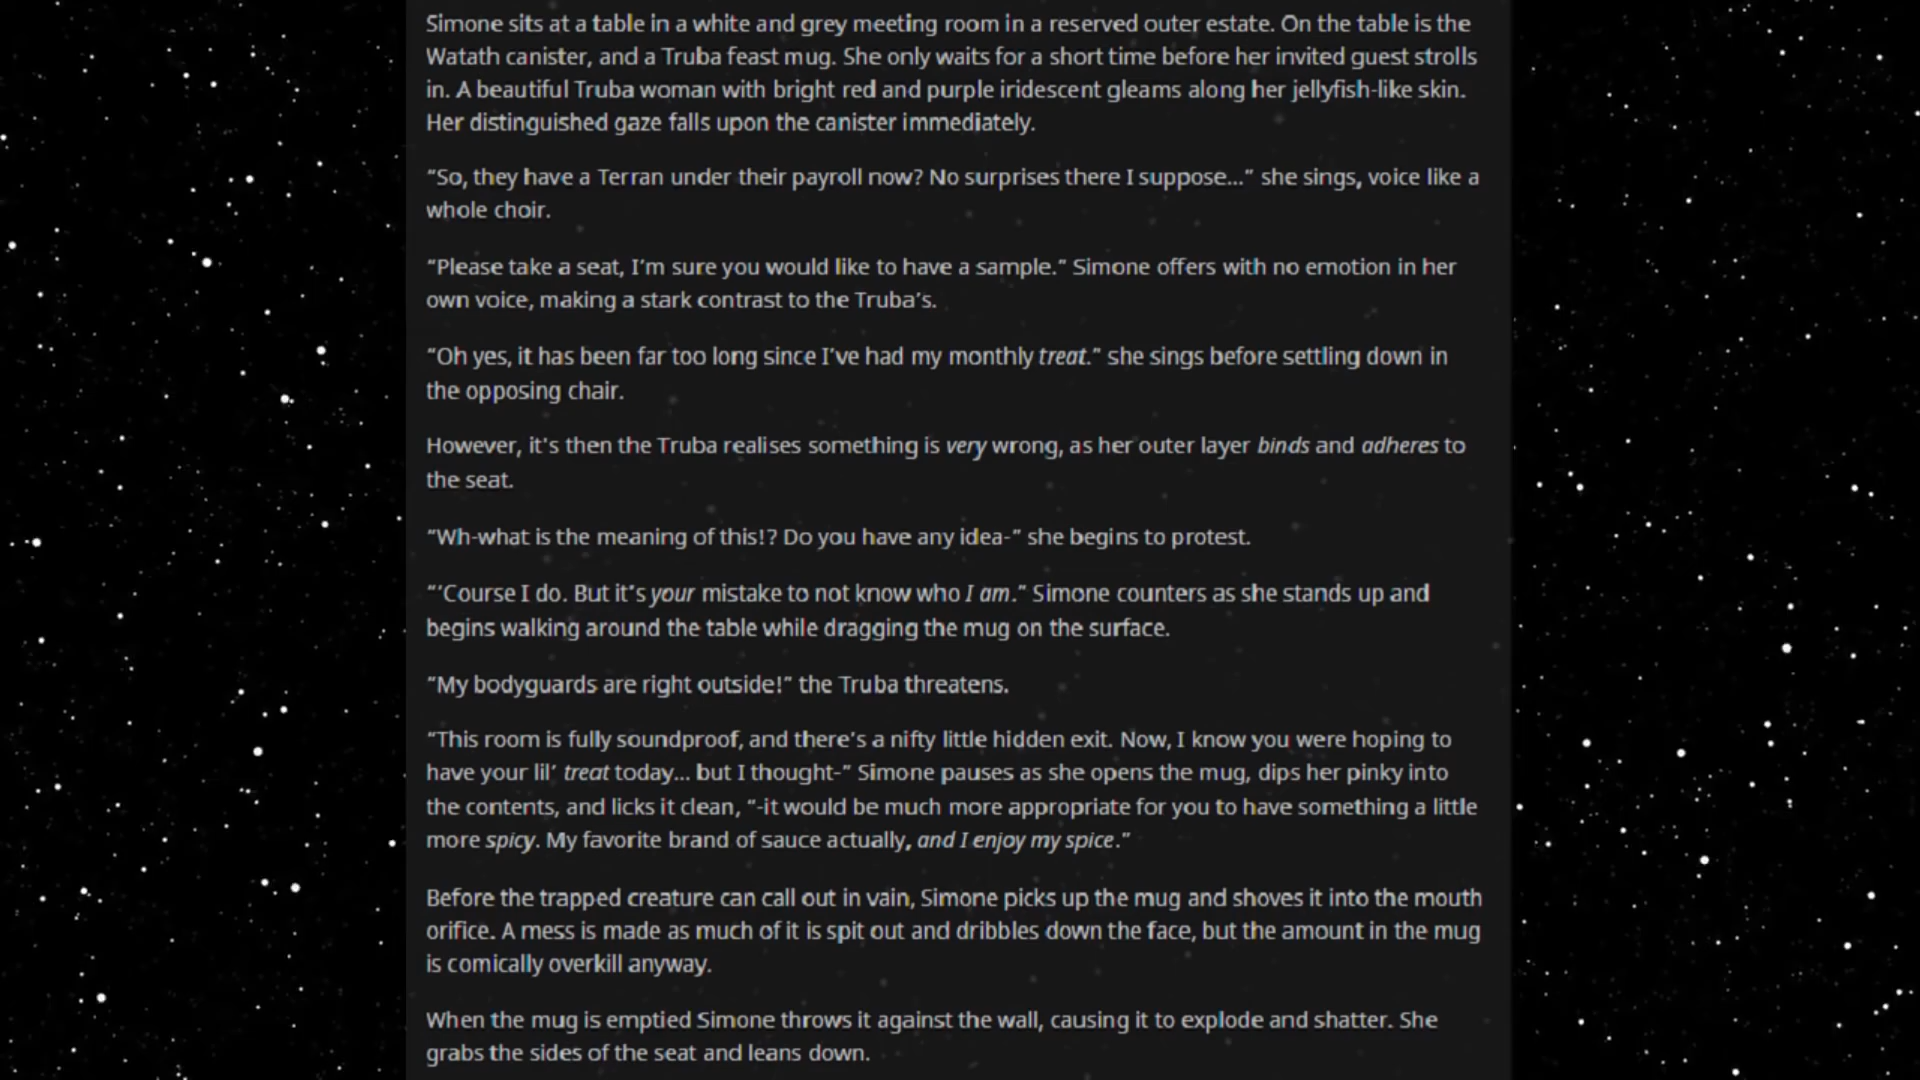 Simone sits at a table in a white and grey meeting room in a reserved outer estate. On the table is the
Watath canister, and a Truba feast mug. She only waits for a short time before her invited guest strolls
in. A beautiful Truba woman with bright red and purple iridescent gleams along her jellyfish-like skin.
Her distinguished gaze falls upon the canister immediately.
“So, they have a Terran under their payroll now? No surprises there I suppose...” she sings, voice like a
whole choir.
“Please take a seat, I’m sure you would like to have a sample.” Simone offers with no emotion in her
own voice, making a stark contrast to the Truba’s.
“Oh yes, it has been far too long since I’ve had my monthly treat.” she sings before settling down in
the opposing chair.
However, it's then the Truba realises something is very wrong, as her outer layer binds and adheres to
the seat.
“Wh-what is the meaning of this!? Do you have any idea-” she begins to protest.
“‘Course I do. But it’s your mistake to not know who I am.” Simone counters as she stands up and
begins walking around the table while dragging the mug on the surface.
“My bodyguards are right outside!” the Truba threatens.
“This room is fully soundproof, and there’s a nifty little hidden exit. Now, I know you were hoping to
have your lil’ treat today... but I thought-” Simone pauses as she opens the mug, dips her pinky into
the contents, and licks it clean, “-it would be much more appropriate for you to have something a little
more spicy. My favorite brand of sauce actually, and I enjoy my spice.”
Before the trapped creature can call out in vain, Simone picks up the mug and shoves it into the mouth
orifice. A mess is made as much of it is spit out and dribbles down the face, but the amount in the mug
is comically overkill anyway.
When the mug is emptied Simone throws it against the wall, causing it to explode and shatter. She
grabs the sides of the seat and leans down.